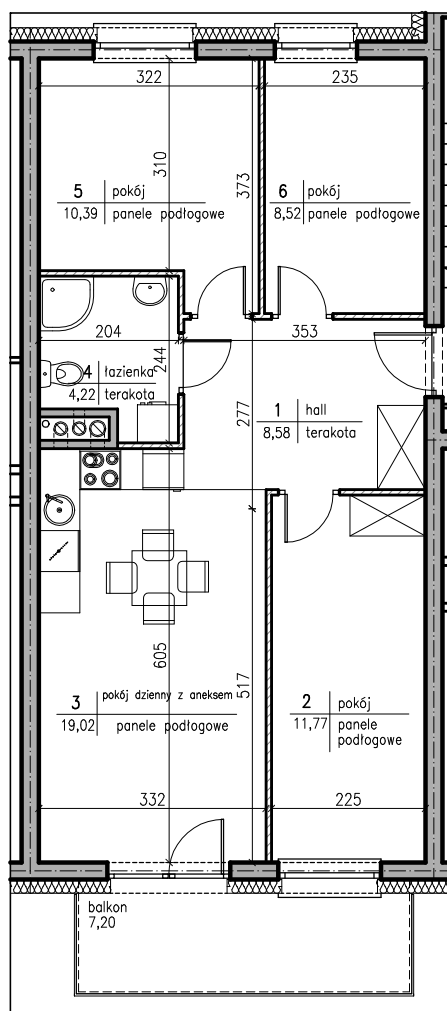 322
235
310
373
5 pokój
10,39 panele podłogowe
6 pokój
8,52 panele podłogowe
204
353
244
4 łazienka
4,22 terakota
277
1 hall
8,58 terakota
605
517
3 pokój dzienny z aneksem
19,02 panele podłogowe
2 pokój
11,77 panele
podłogowe
332
225
balkon
7,20